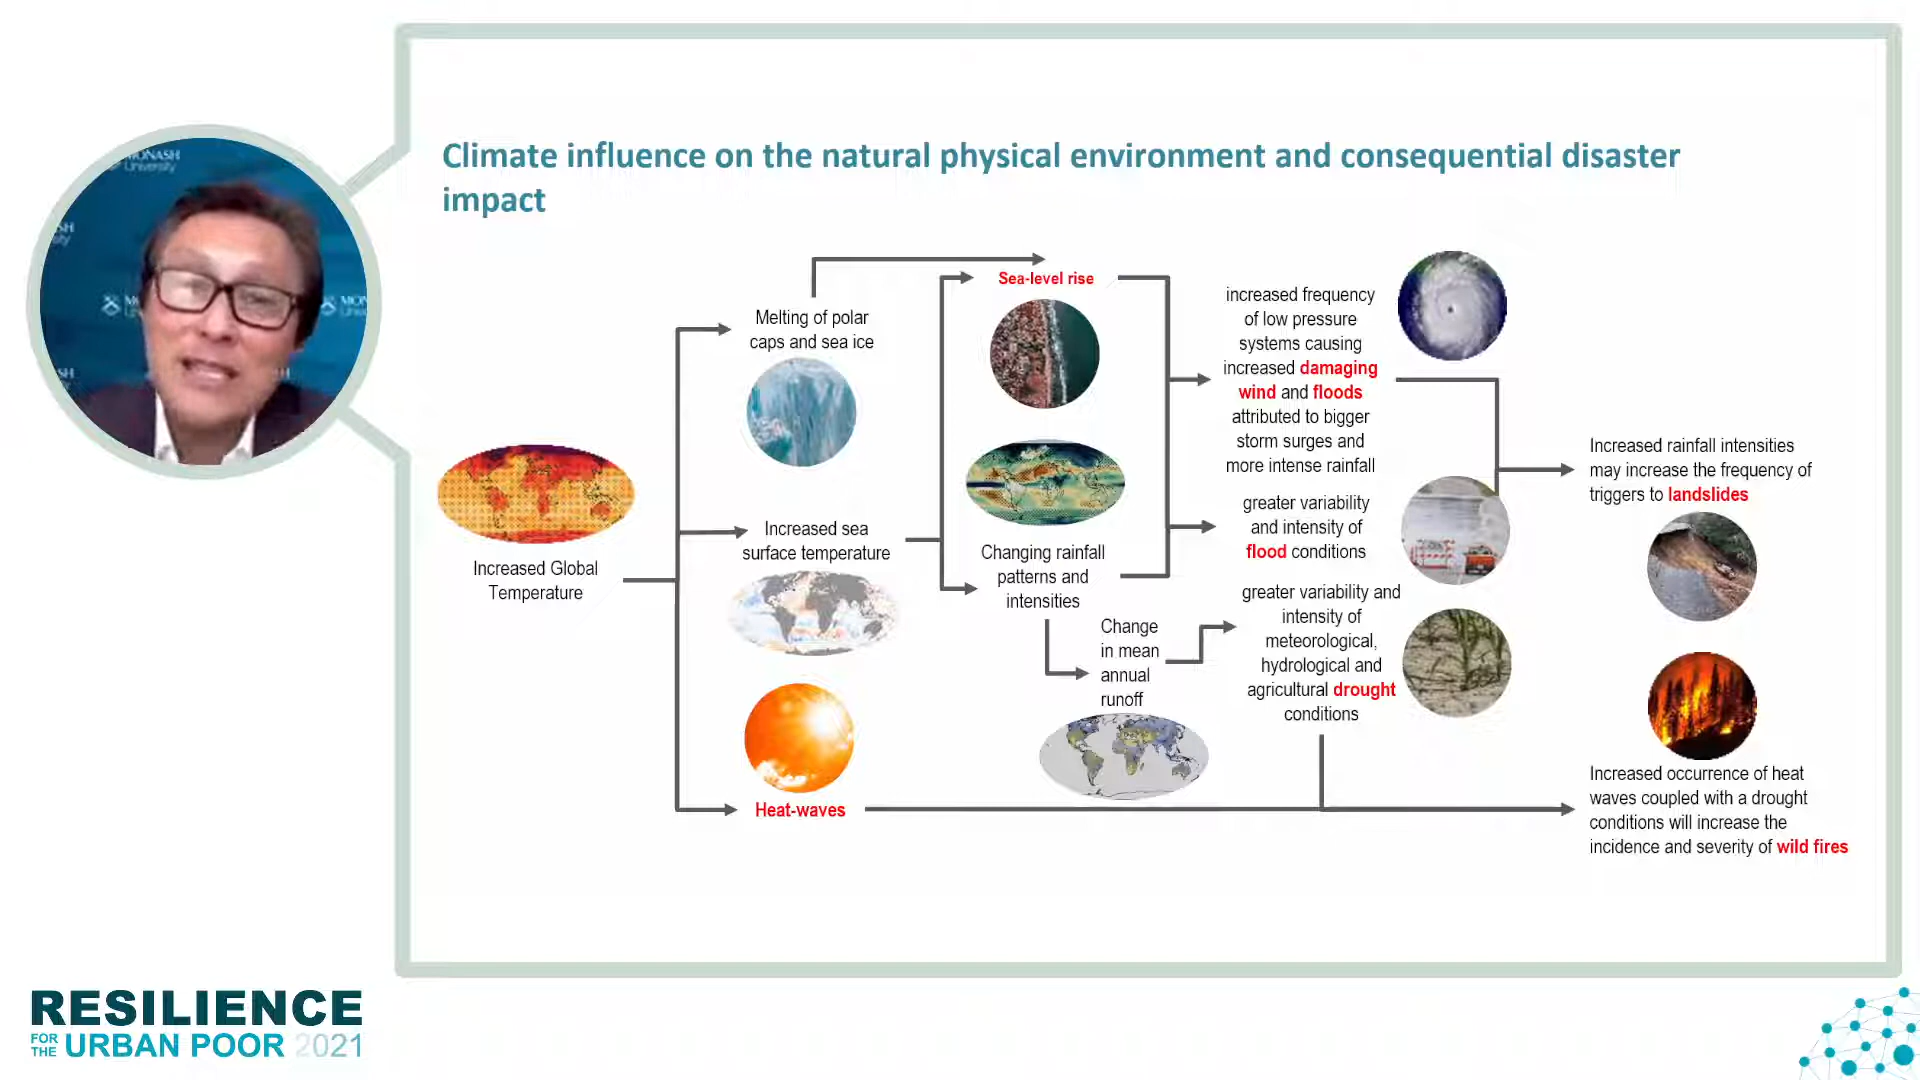 MONASH
University
Climate influence on the natural physical environment and consequential disaster
impact
Sea-level rise
Melting of polar
caps and sea ice
increased frequency
of low pressure
systems causing
increased damaging
wind and floods
attributed to bigger
storm surges and
more intense rainfall
Increased rainfall intensities
may increase the frequency of
triggers to landslides
greater variability
and intensity of
flood conditions
Increased sea
surface temperature
Changing rainfall
patterns and
intensities
Increased Global
Temperature
greater variability and
intensity of
meteorological,
hydrological and
agricultural drought
conditions
Change
in mean
annual
runoff
Heat-waves
Increased occurrence of heat
waves coupled with a drought
conditions will increase the
incidence and severity of wild fires
RESILIENCE
FOR THE URBAN POOR 2021